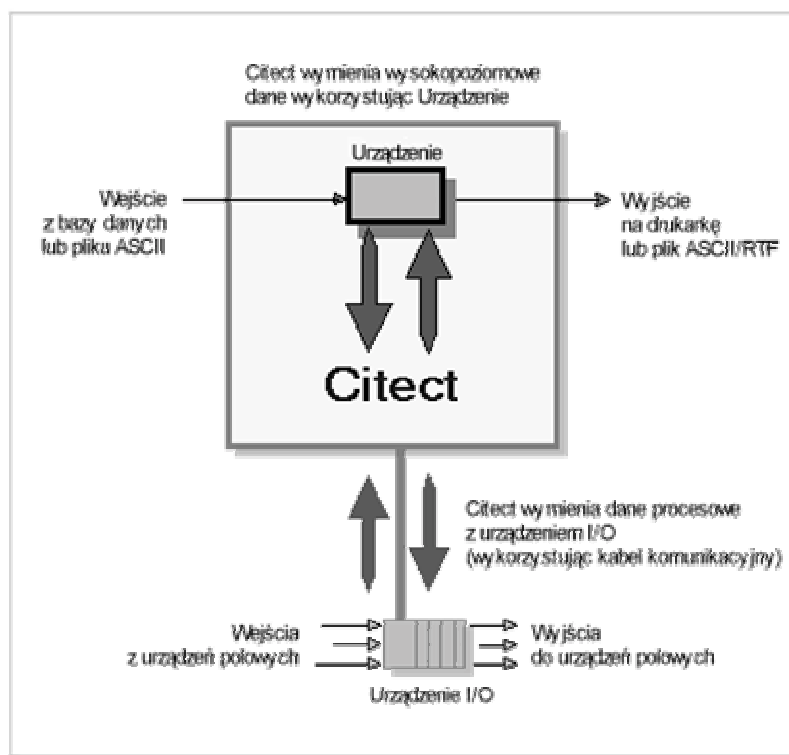 Citect wymienia wysokopoziomowe
dane wykorzystując Urządzenie
Urządzenie
Wejście
z bazy danych
lub pliku ASCII
Wyjście
na drukarkę
lub plik ASCII/RTF
Citect
Citect wymienia dane procesowe
z urządzeniem I/O
(wykorzystując kabel komunikacyjny)
Wejścia
z urządzeń polowych
Wyjścia
do urządzeń polowych
Urządzenie I/O